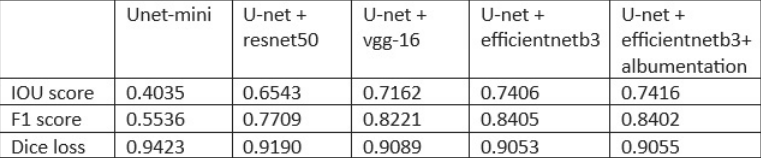 Unet-mini U-net + U-net + U-net + U-net +
resnet50 vgg-16 efficientnetb3 efficientnetb3+
albumentation
IOU score 0.4035 0.6543 0.7162 0.7406 0.7416
F1 score 0.5536 0.7709 0.8221 0.8405 0.8402
Dice loss 0.9423 0.9190 0.9089 0.9053 0.9055